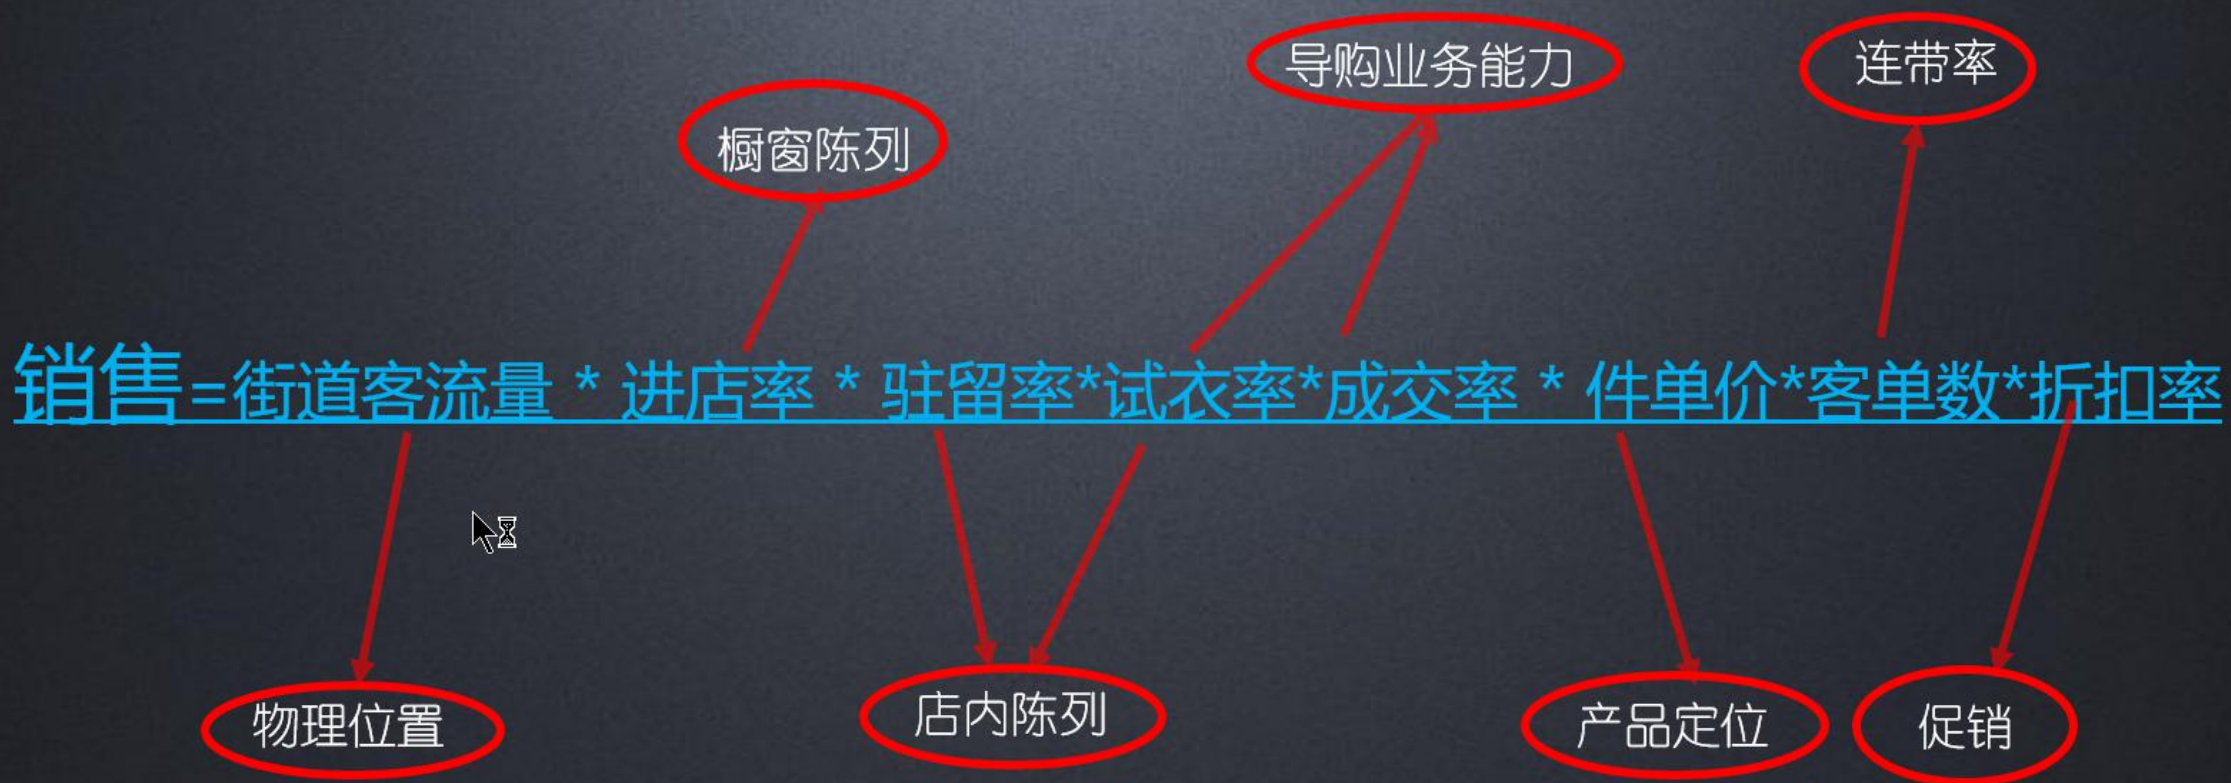 导购业务能力
连带率
橱窗陈列
销售=街道客流量 * 进店率 * 驻留率*试衣率*成交率 * 件单价*客单数*折扣率
物理位置
店内陈列
产品定位
促销